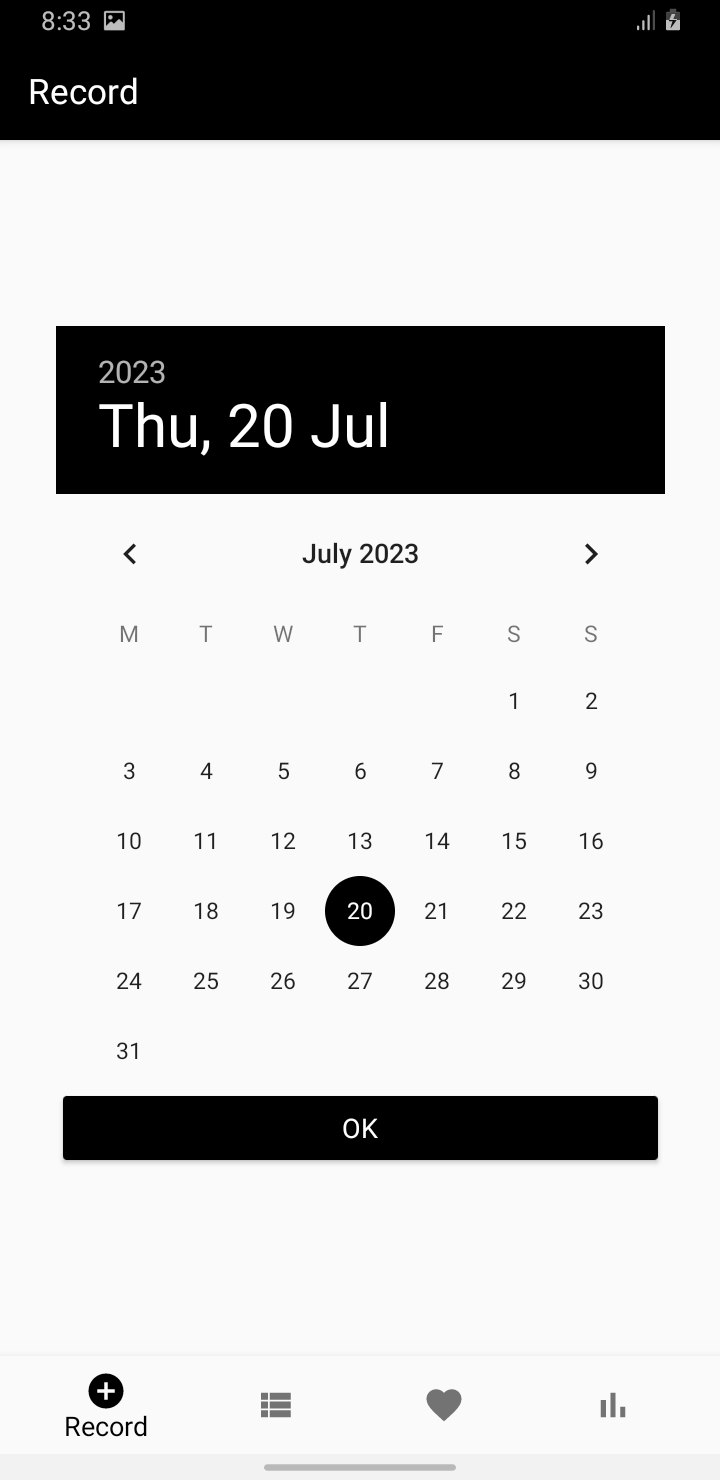 8:33
Record
2023
Thu, 20 Jul
July 2023
M T W T F S S
1 2
3 4 5 6 7 8 9
10 11 12 13 14 15 16
17 18 19 20 21 22 23
24 25 26 27 28 29 30
31
OK
Record